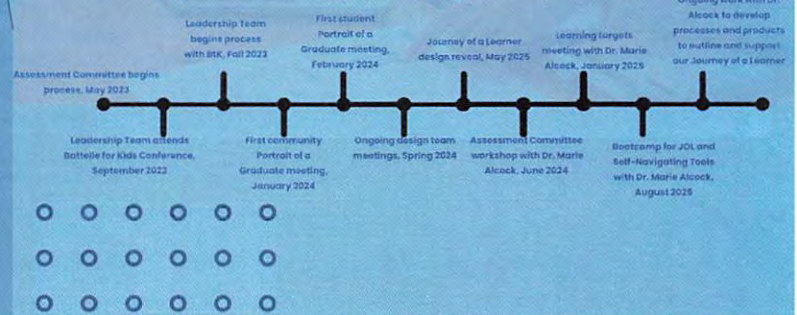 Assessment Committee begins
process, May 2023
Leadership Team attends
Battelle for Kids Conference,
September 2023
Leadership Team
begins process
with BtK, Fall 2023
First community
Portrait of a
Graduate meeting,
January 2024
First student
Portrait of a
Graduate meeting,
February 2024
Ongoing design team
meetings, Spring 2024
Journey of a Learner
design reveal, May 2025
Assessment Committee
workshop with Dr. Marie
Alcock, June 2024
Learning targets
meeting with Dr. Marie
Alcock, January 2025
Bootcamp for JOL and
Self-Navigating Tools
with Dr. Marie Alcock,
August 2025
Ongoing work with Dr.
Alcock to develop
processes and products
to outline and support
our Journey of a Learner